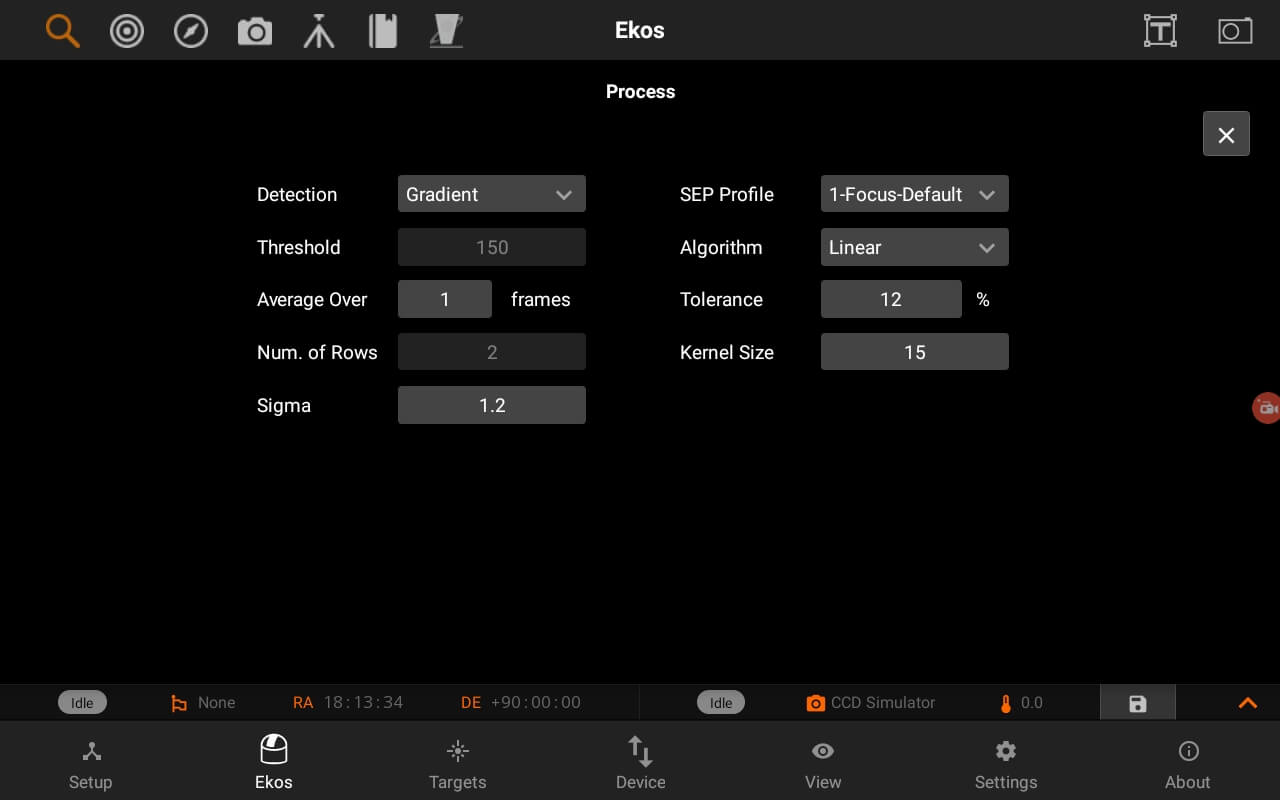 Ekos
Process
Detection Gradient SEP Profile 1-Focus-Default
Threshold 150 Algorithm Linear
Average Over 1 frames Tolerance 12 %
Num. of Rows 2 Kernel Size 15
Sigma 1.2
Idle None RA 18:13:34 DE +90:00:00 Idle CCD Simulator 0.0
Setup Ekos Targets Device View Settings About